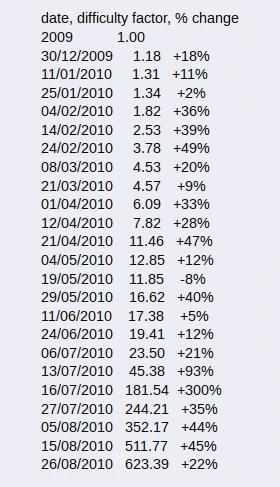 date, difficulty factor, % change
2009 1.00
30/12/2009 1.18 +18%
11/01/2010 1.31 +11%
25/01/2010 1.34 +2%
04/02/2010 1.82 +36%
14/02/2010 2.53 +39%
24/02/2010 3.78 +49%
08/03/2010 4.53 +20%
21/03/2010 4.57 +9%
01/04/2010 6.09 +33%
12/04/2010 7.82 +28%
21/04/2010 11.46 +47%
04/05/2010 12.85 +12%
19/05/2010 11.85 -8%
29/05/2010 16.62 +40%
11/06/2010 17.38 +5%
24/06/2010 19.41 +12%
06/07/2010 23.50 +21%
13/07/2010 45.38 +93%
16/07/2010 181.54 +300%
27/07/2010 244.21 +35%
05/08/2010 352.17 +44%
15/08/2010 511.77 +45%
26/08/2010 623.39 +22%